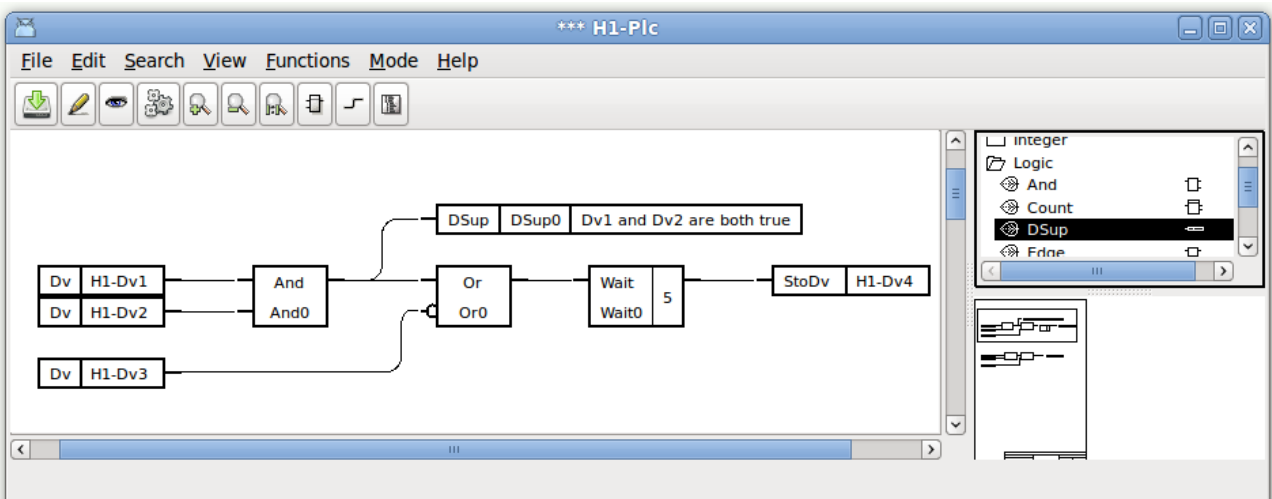 *** H1-Plc
File Edit Search View Functions Mode Help
Integer
Logic
And
Count
DSup
Edge
DSup DSup0 Dv1 and Dv2 are both true
Dv H1-Dv1
Dv H1-Dv2
And
And0
Or
Or0
Wait
Wait0
5
StoDv H1-Dv4
Dv H1-Dv3